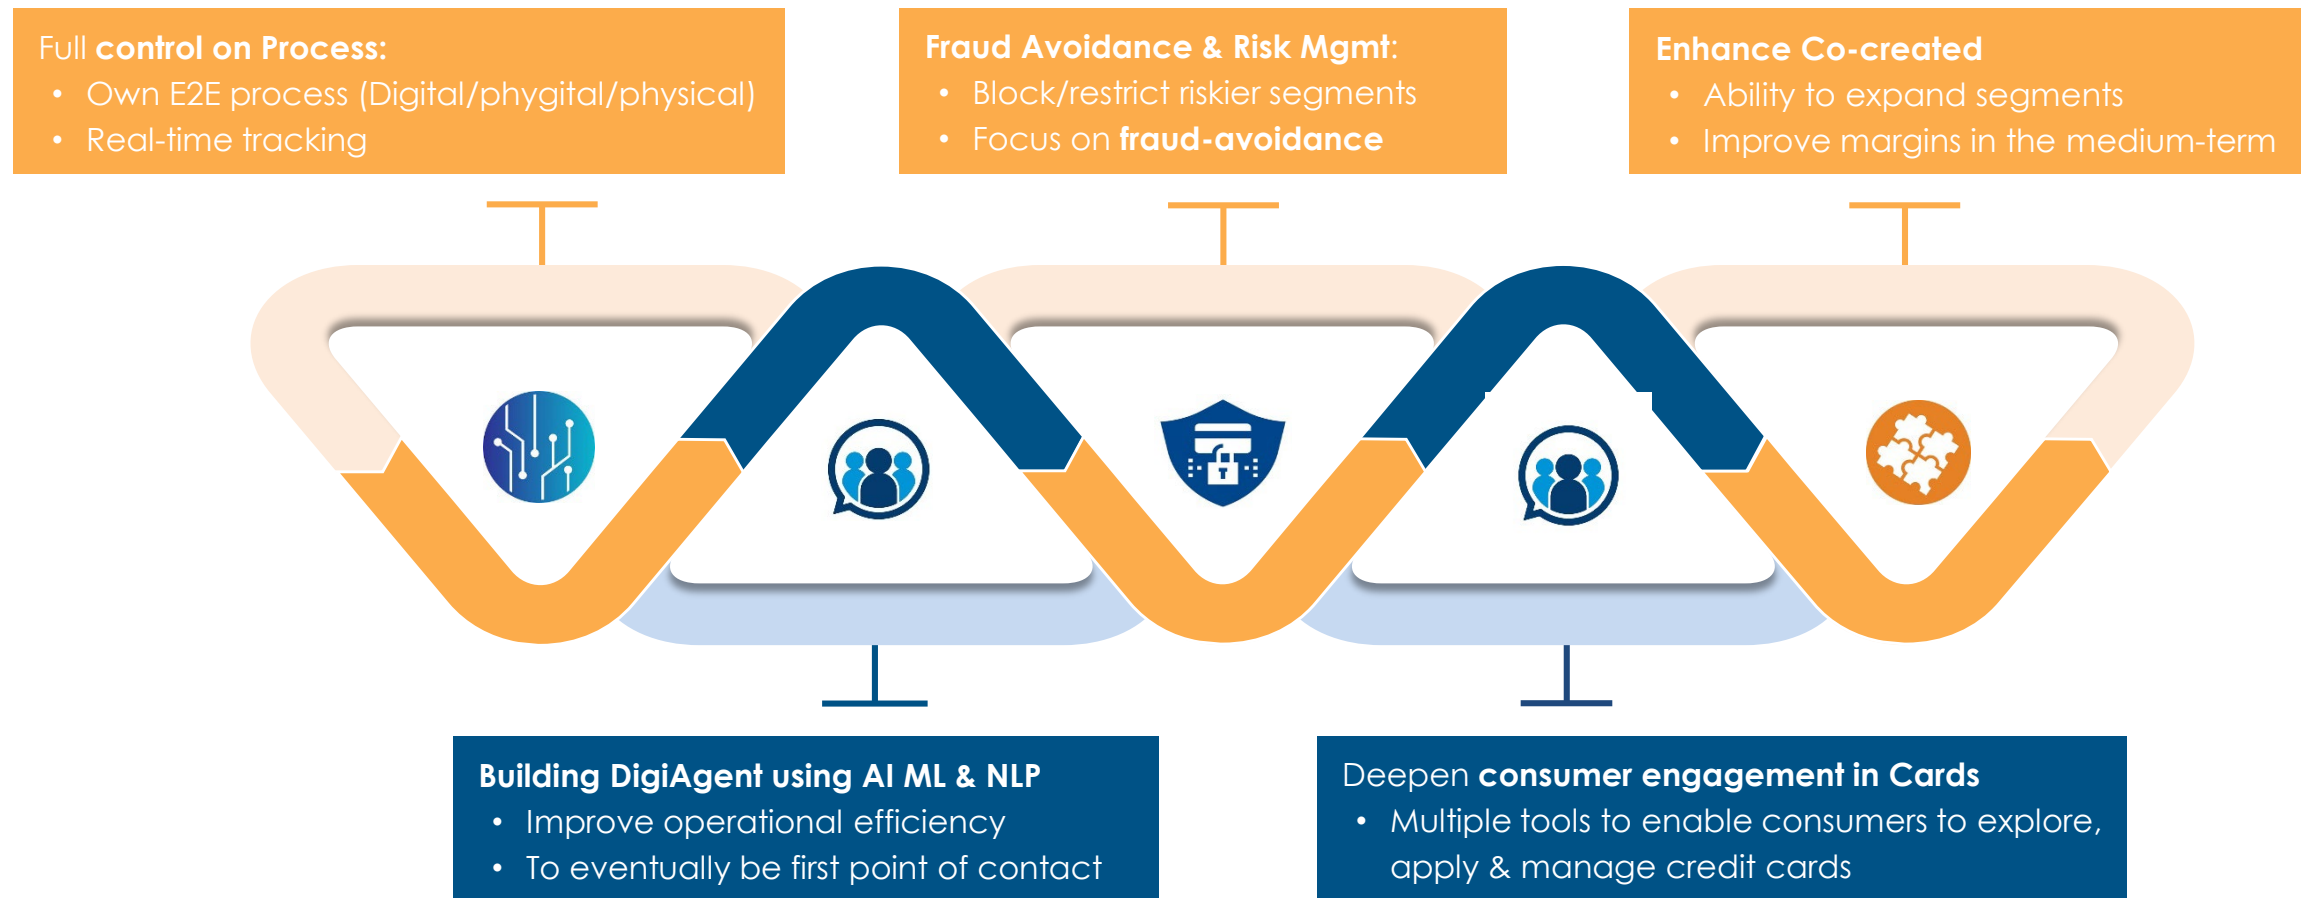 Full control on Process:
• Own E2E process (Digital/phygital/physical)
• Real-time tracking
Fraud Avoidance & Risk Mgmt:
• Block/restrict riskier segments
• Focus on fraud-avoidance
Enhance Co-created
• Ability to expand segments
• Improve margins in the medium-term
Building DigiAgent using AI ML & NLP
• Improve operational efficiency
• To eventually be first point of contact
Deepen consumer engagement in Cards
• Multiple tools to enable consumers to explore,
apply & manage credit cards